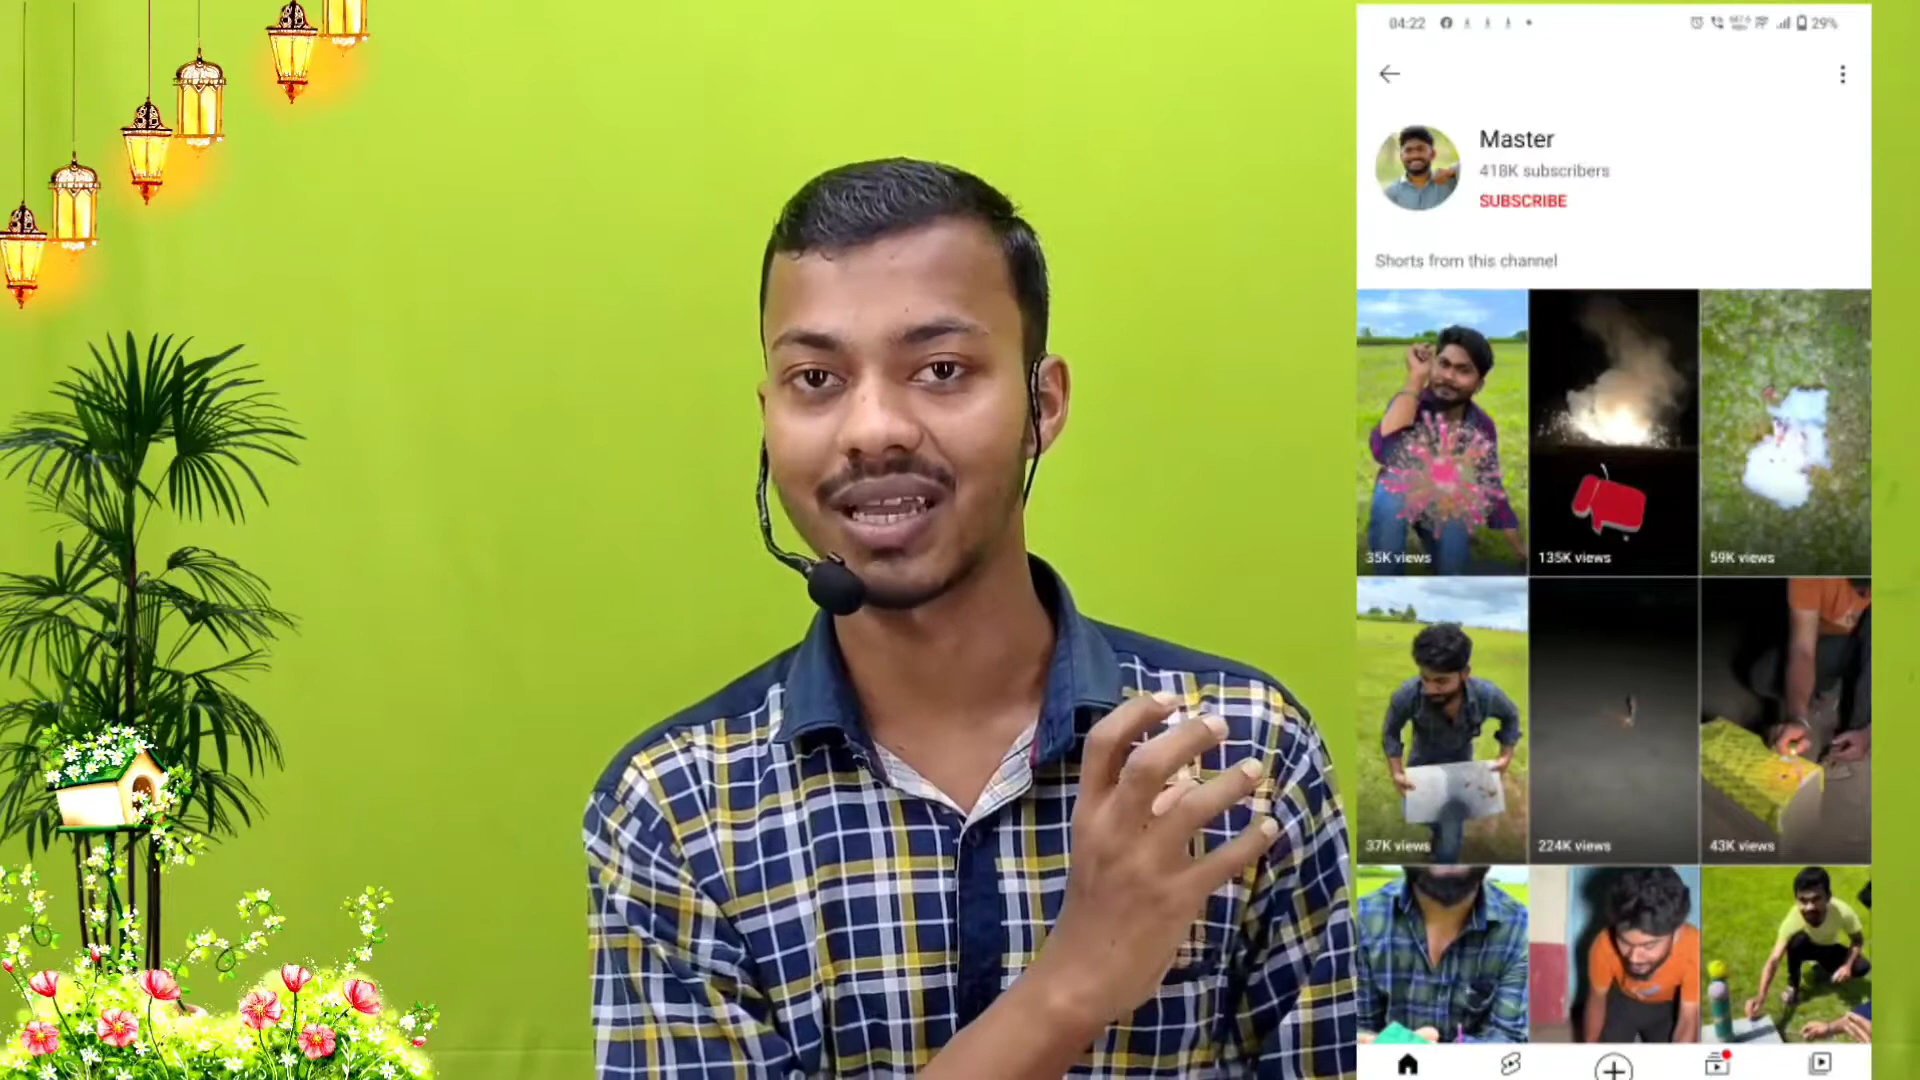 04:22
29%
Master
418K subscribers
SUBSCRIBE
Shorts from this channel
35K views
135K views
59K views
37K views
224K views
43K views